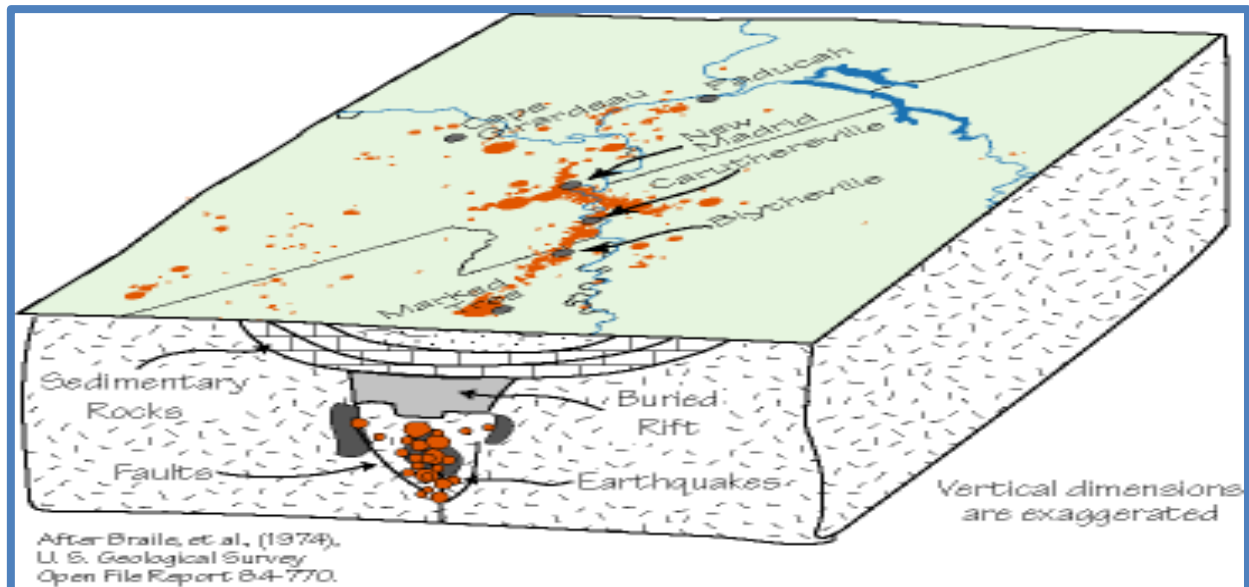 Paducah
Cape
Girardeau
New
Madrid
Caruthersville
Blytheville
Marked
Tree
Sedimentary
Rocks
Buried
Rift
Faults
Earthquakes
Vertical dimensions
are exaggerated
After Braile, et al., (1974),
U. S. Geological Survey
Open File Report 84-770.